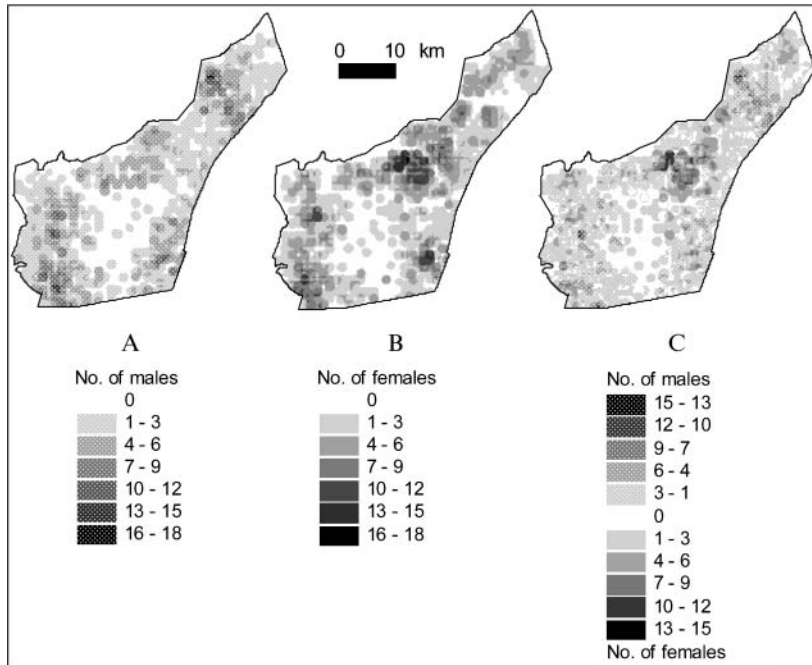 0 10 km
A
B
C
No. of males
0
1 - 3
4 - 6
7 - 9
10 - 12
13 - 15
16 - 18
No. of females
0
1 - 3
4 - 6
7 - 9
10 - 12
13 - 15
16 - 18
No. of males
15 - 13
12 - 10
9 - 7
6 - 4
3 - 1
0
1 - 3
4 - 6
7 - 9
10 - 12
13 - 15
No. of females